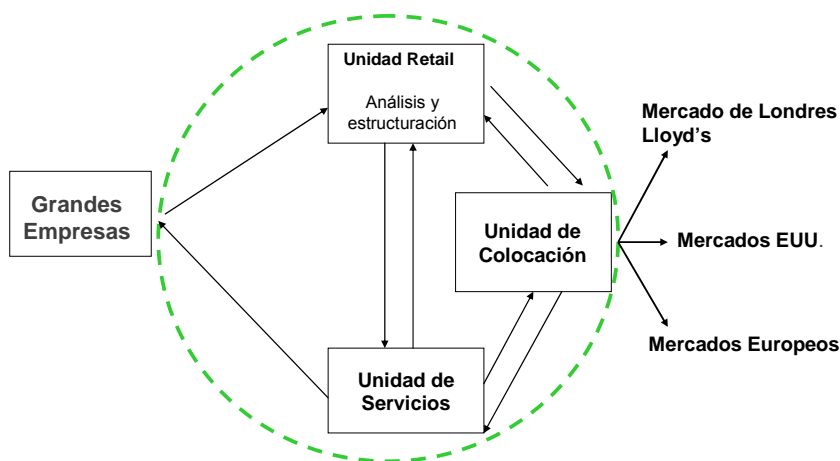 Unidad Retail
Análisis y
estructuración
Mercado de Londres
Lloyd's
Grandes
Empresas
Unidad de
Colocación
Mercados EUU.
Mercados Europeos
Unidad de
Servicios